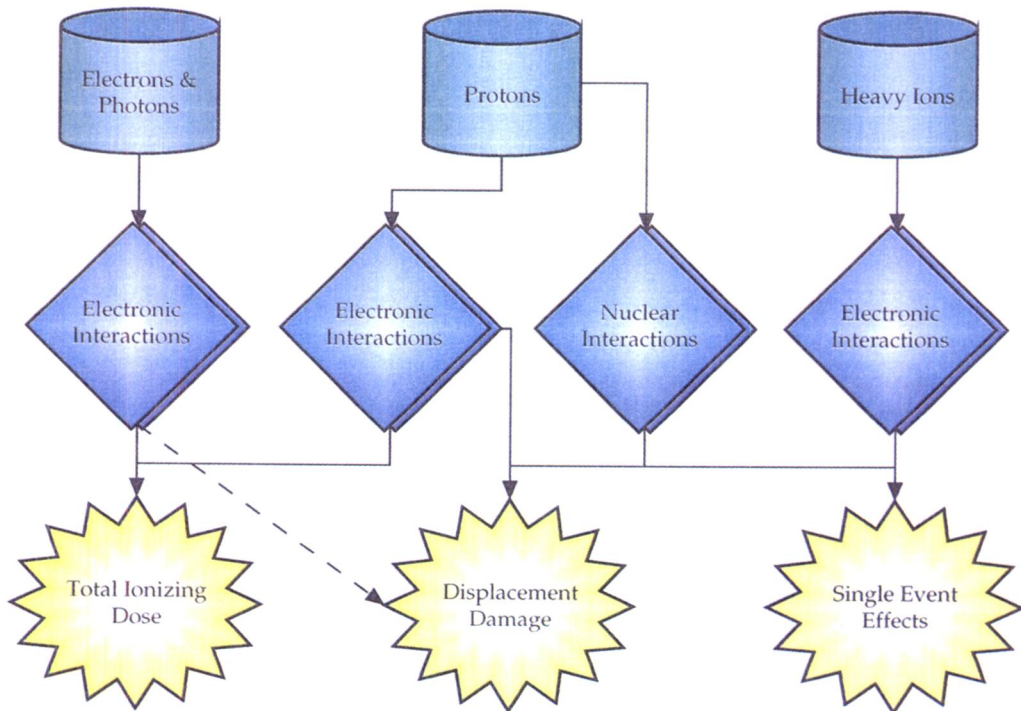 Electrons &
Photons
Protons
Heavy Ions
Electronic
Interactions
Electronic
Interactions
Nuclear
Interactions
Electronic
Interactions
Total Ionizing
Dose
Displacement
Damage
Single Event
Effects